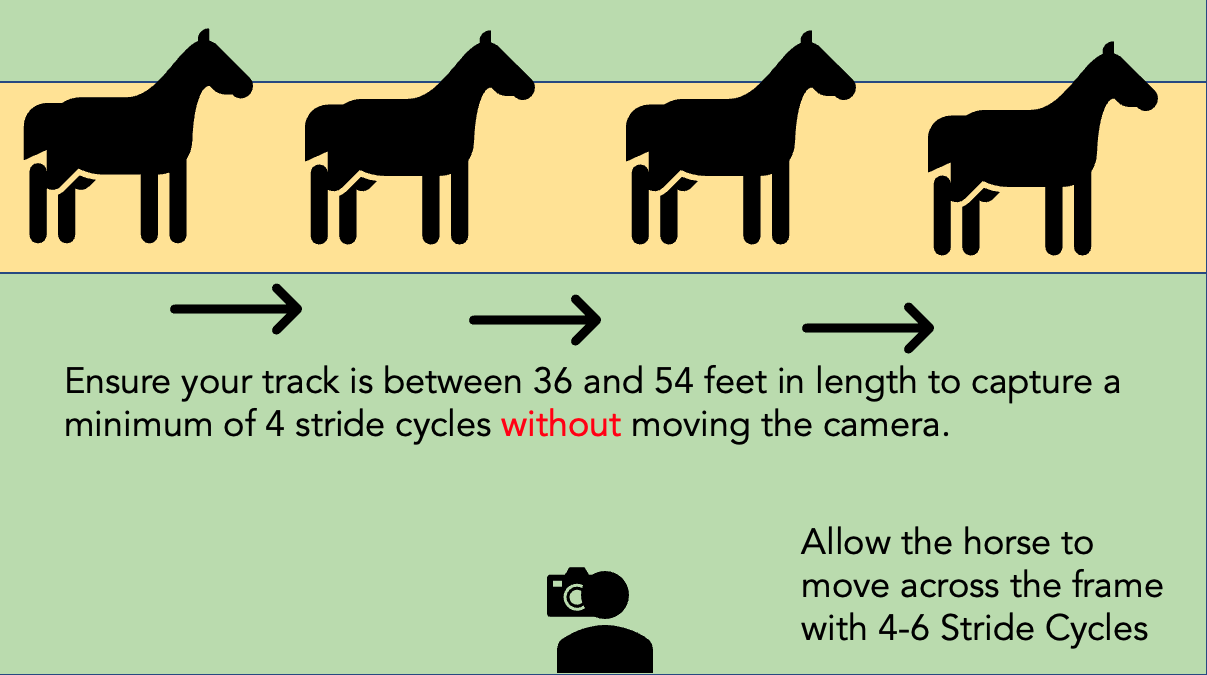 Ensure your track is between 36 and 54 feet in length to capture a
minimum of 4 stride cycles without moving the camera.
Allow the horse to
move across the frame
with 4-6 Stride Cycles